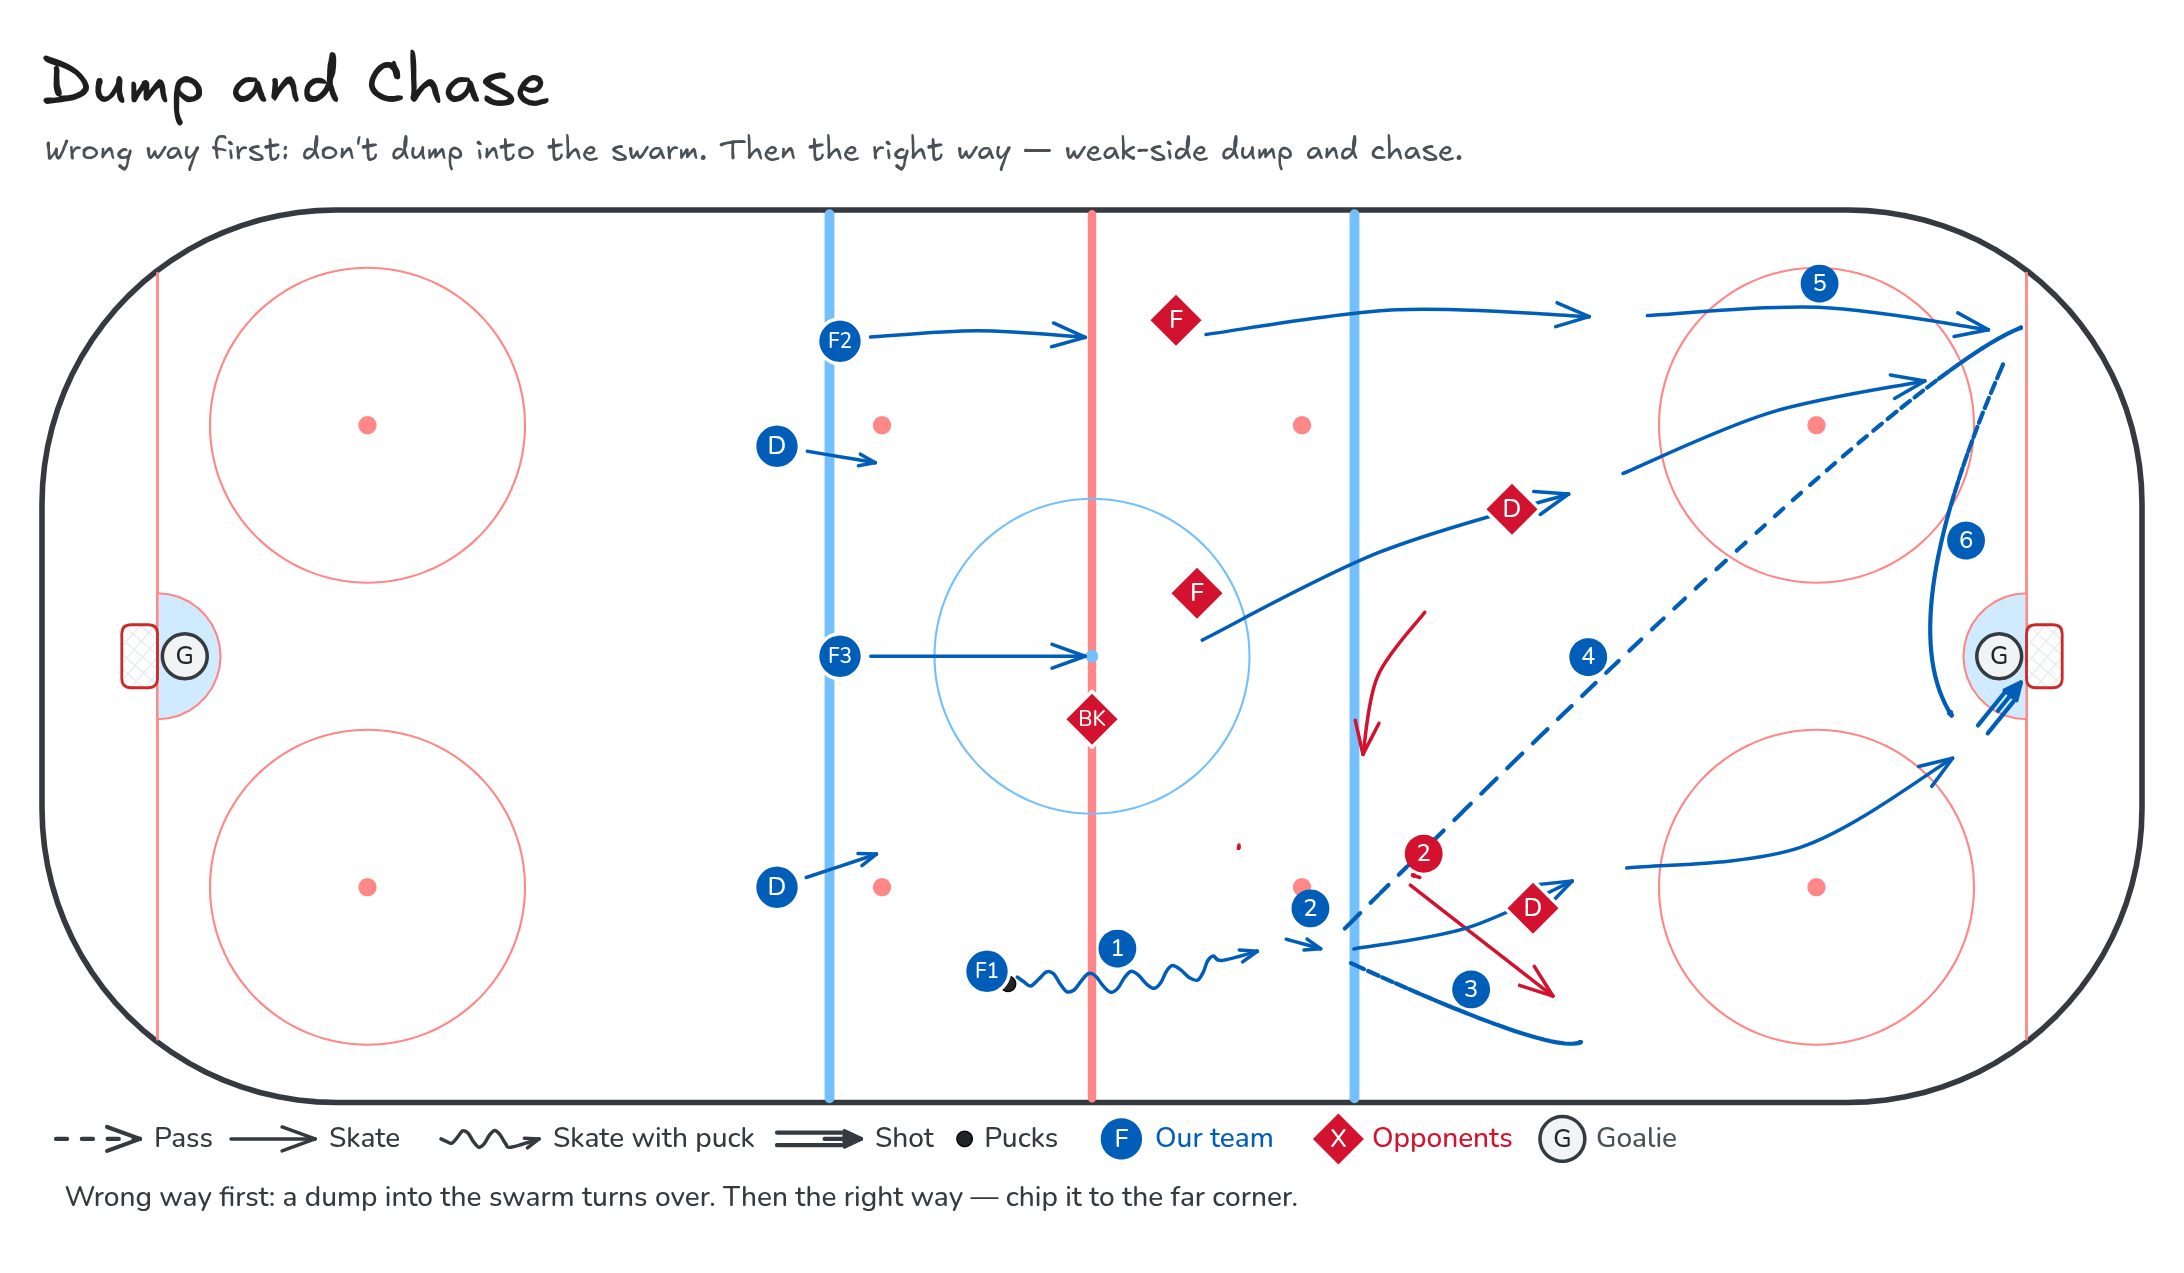 Dump and Chase
Wrong way first: don't dump into the swarm. Then the right way — weak-side dump and chase.
5
F
F2
D
D
6
F
G
F3
4
G
BK
2
D
2
D
1
F1
3
Pass
Skate
Skate with puck
Shot
Pucks
F Our team
X Opponents
G Goalie
Wrong way first: a dump into the swarm turns over. Then the right way — chip it to the far corner.